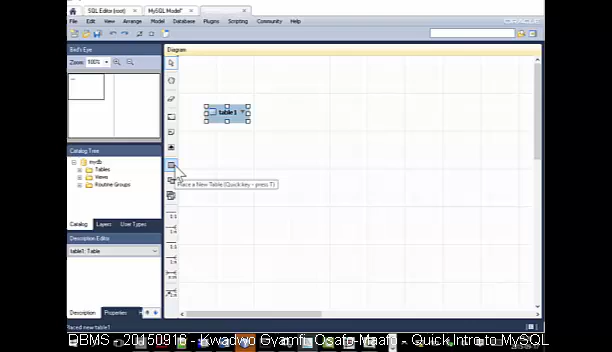 SQL Editor (root) MySQL Model*
File Edit View Arrange Model Database Plugins Scripting Community Help
ORACLE
Bird's Eye Diagram
Zoom: 100%
table1
Catalog Tree
mydb
Tables
Views
Routine Groups
Place a New Table (Quick key - press T)
Catalog Layers User Types
Description Editor
table1: Table
1:1
Description Properties
Placed new table1
DBMS - 20150916 - Kwadwo Gyamfi Osafo-Maafo - Quick Intro to MySQL